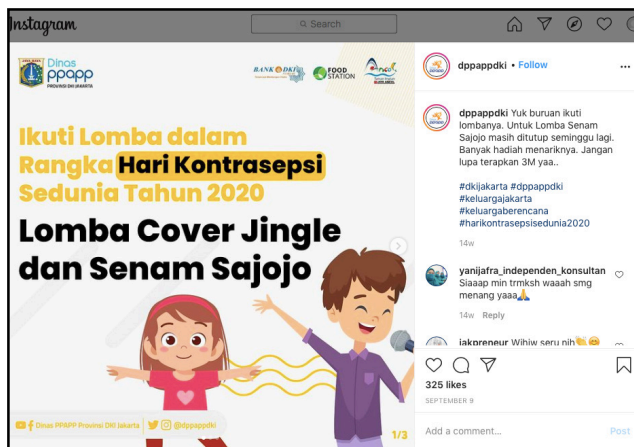 Instagram
Search
Dinas
ppapp
PROVINSI DKI JAKARTA
BANK DKI
FOOD
STATION
Ancol
Ikuti Lomba dalam
Rangka Hari Kontrasepsi
Sedunia Tahun 2020
Lomba Cover Jingle
dan Senam Sajojo
Dinas PPAPP Provinsi DKI Jakarta
@dppappdki
1/3
dppappdki • Follow
dppappdki Yuk buruan ikuti
lombanya. Untuk Lomba Senam
Sajojo masih ditutup seminggu lagi.
Banyak hadiah menariknya. Jangan
lupa terapkan 3M yaa..
#dkijakarta #dppappdki
#keluargajakarta
#keluargaberencana
#harikontrasepsisedunia2020
14w
yanijafra_independen_konsultan
Siaaap min trmksh waaah smg
menang yaaa🙏
14w Reply
jakpreneur Wihiw seru nih👏😊
325 likes
SEPTEMBER 9
Add a comment...
Post